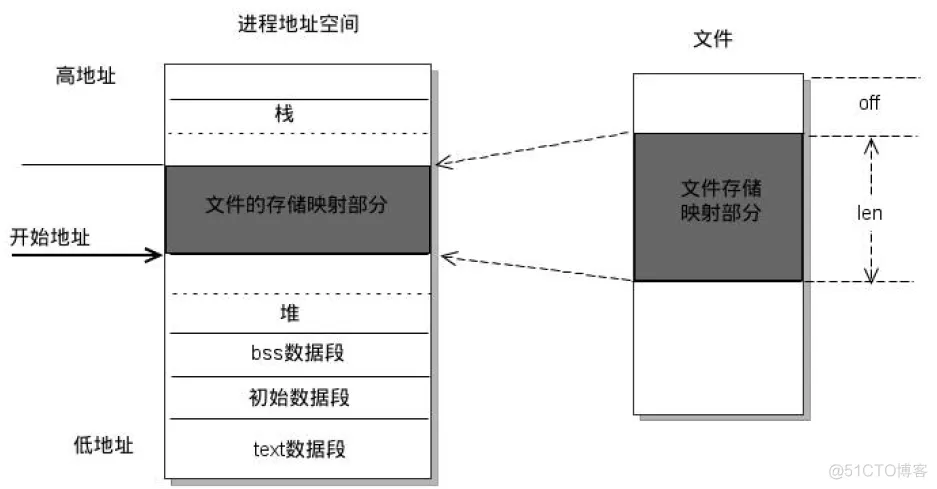 进程地址空间
文件
高地址
栈
off
文件的存储映射部分
文件存储
映射部分
len
开始地址
堆
bss数据段
初始数据段
低地址
text数据段
@51CTO博客